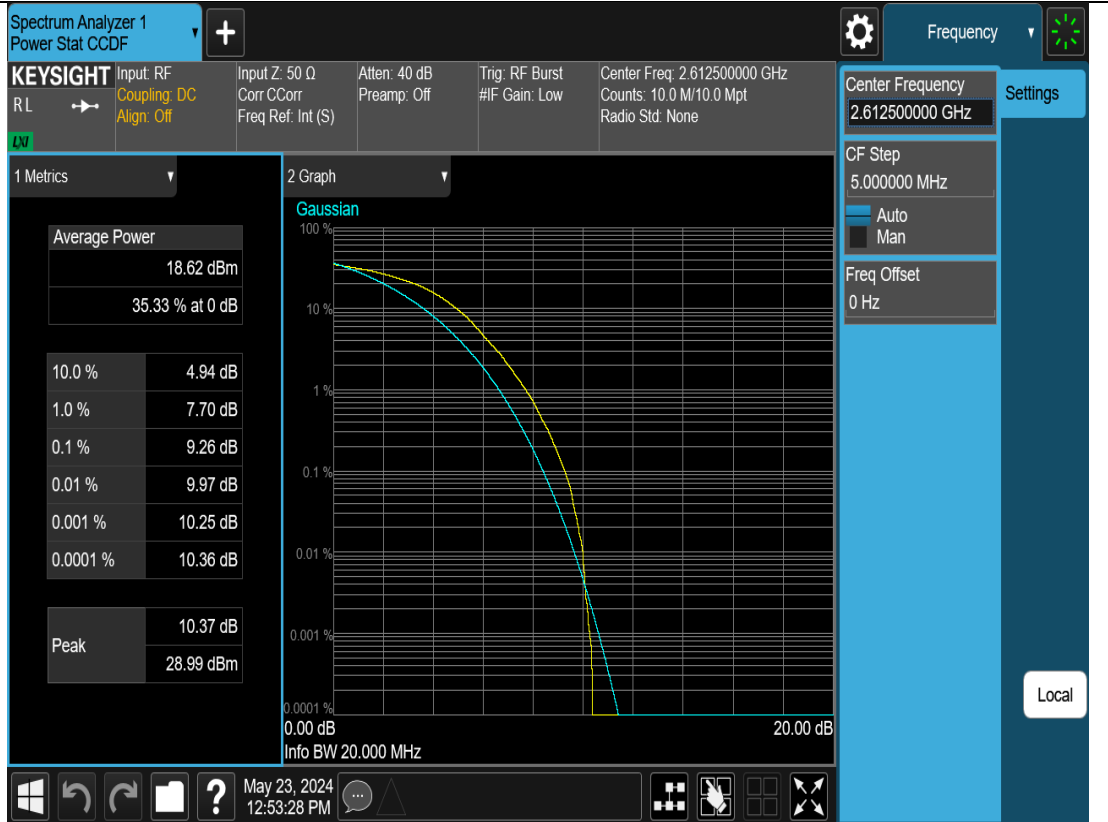 Spectrum Analyzer 1
Power Stat CCDF
+
Frequency
KEYSIGHT
R L
LXI
Input: RF
Coupling: DC
Align: Off
Input Z: 50 Ω
Corr CCorr
Freq Ref: Int (S)
Atten: 40 dB
Preamp: Off
Trig: RF Burst
#IF Gain: Low
Center Freq: 2.612500000 GHz
Counts: 10.0 M/10.0 Mpt
Radio Std: None
Center Frequency
2.612500000 GHz
Settings
CF Step
5.000000 MHz
Auto
Man
Freq Offset
0 Hz
1 Metrics
Average Power
18.62 dBm
35.33 % at 0 dB
10.0 % 4.94 dB
1.0 % 7.70 dB
0.1 % 9.26 dB
0.01 % 9.97 dB
0.001 % 10.25 dB
0.0001 % 10.36 dB
Peak
10.37 dB
28.99 dBm
2 Graph
Gaussian
100 %
10 %
1 %
0.1 %
0.01 %
0.001 %
0.0001 %
0.00 dB 20.00 dB
Info BW 20.000 MHz
Local
?
May 23, 2024
12:53:28 PM